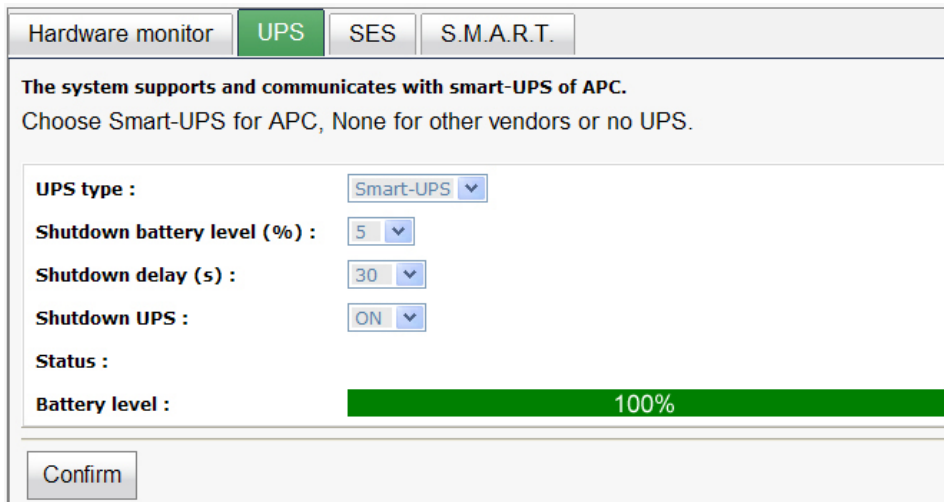 Hardware monitor UPS SES S.M.A.R.T.
The system supports and communicates with smart-UPS of APC.
Choose Smart-UPS for APC, None for other vendors or no UPS.
UPS type : Smart-UPS
Shutdown battery level (%) : 5
Shutdown delay (s) : 30
Shutdown UPS : ON
Status :
Battery level : 100%
Confirm